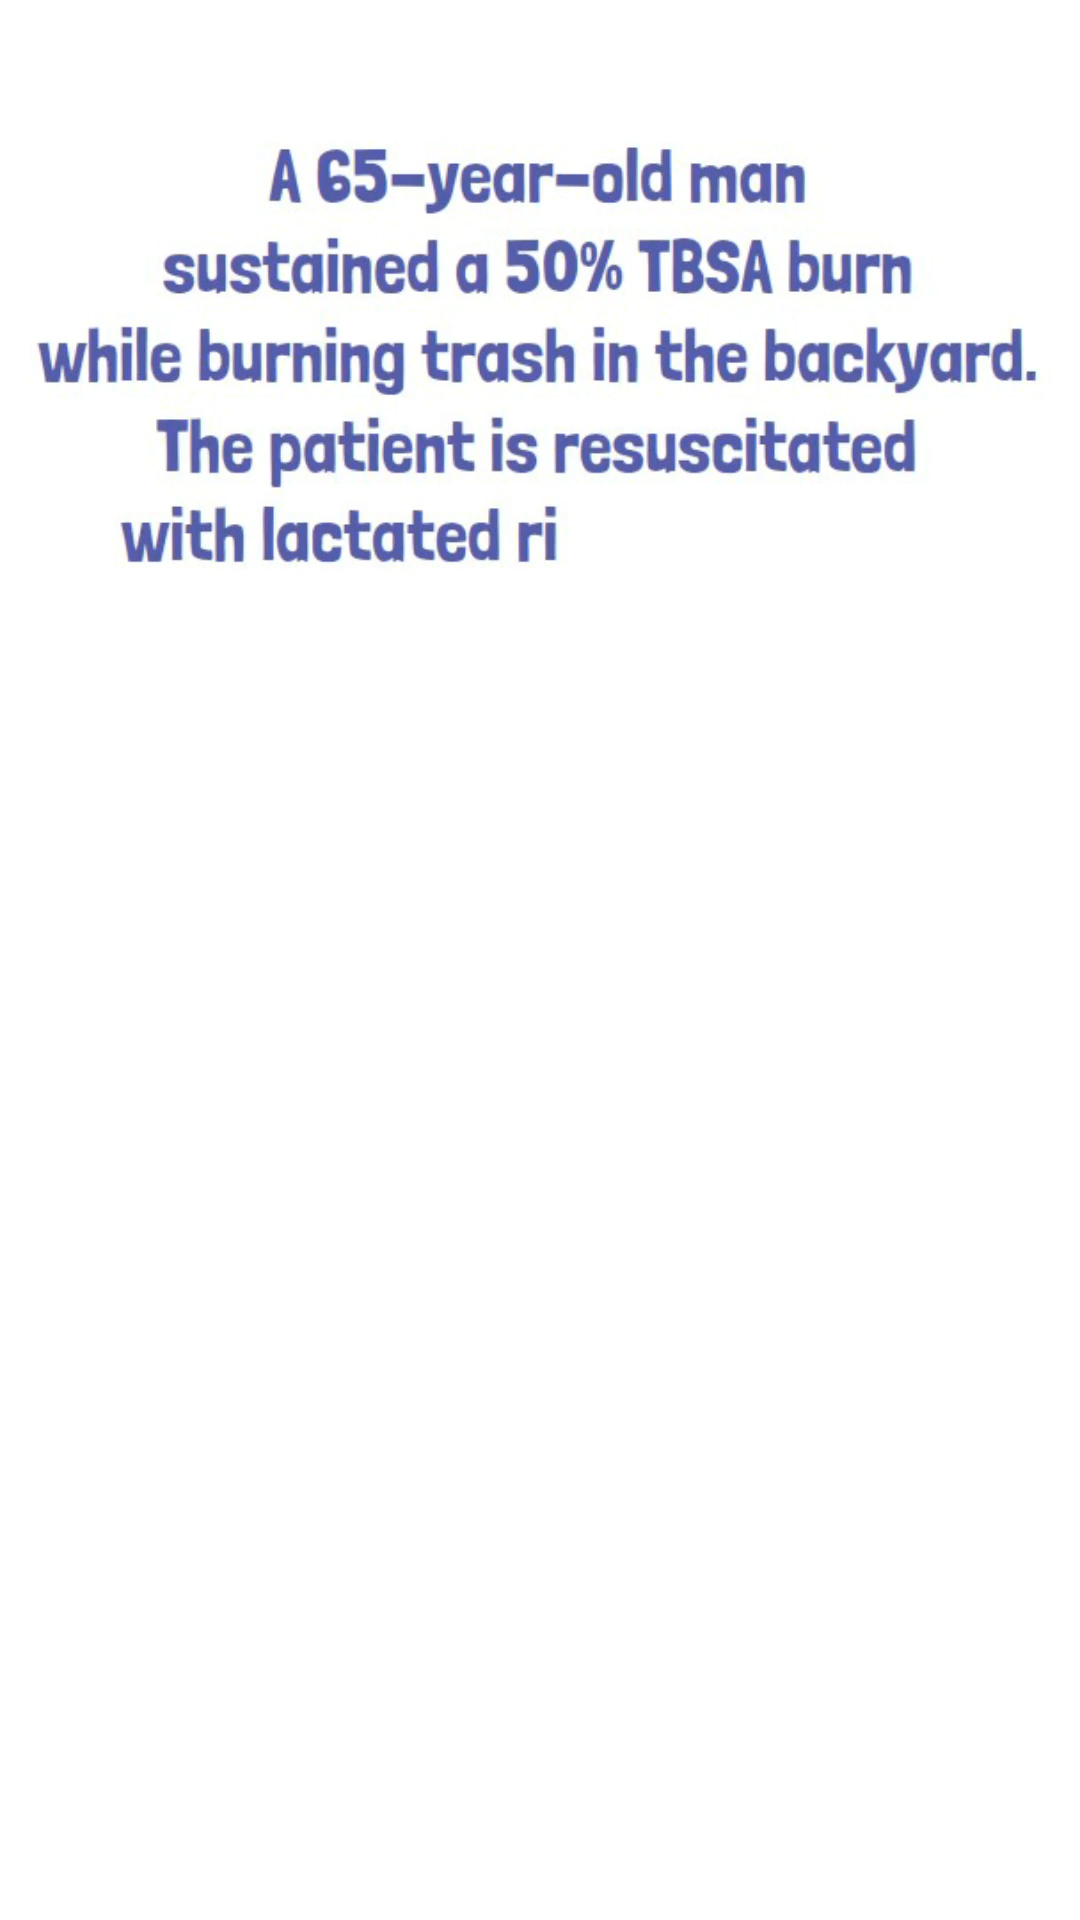 A 65-year-old man
sustained a 50% TBSA burn
while burning trash in the backyard.
The patient is resuscitated
with lactated ri